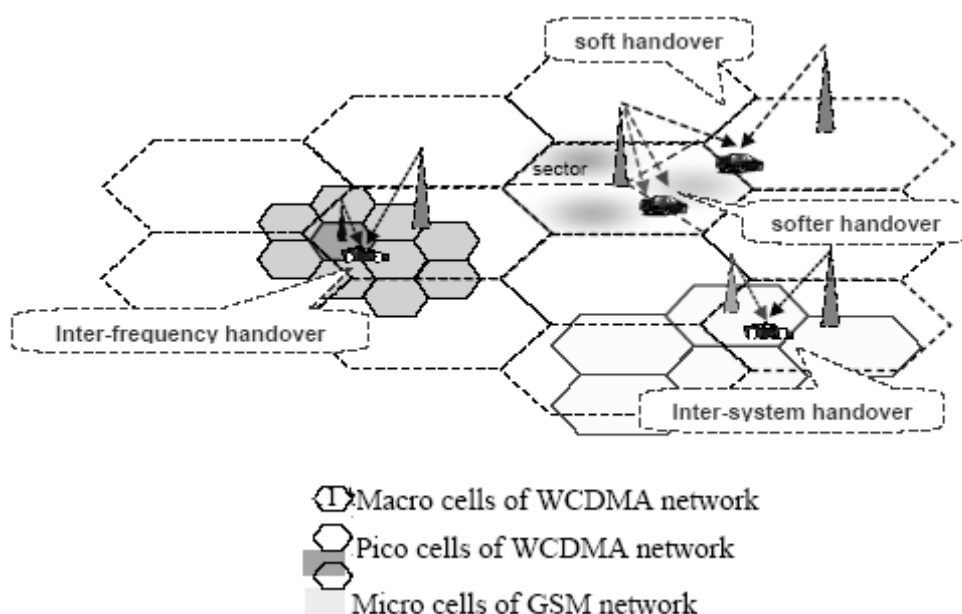 soft handover
sector
softer handover
Inter-frequency handover
Inter-system handover
1 Macro cells of WCDMA network
Pico cells of WCDMA network
Micro cells of GSM network